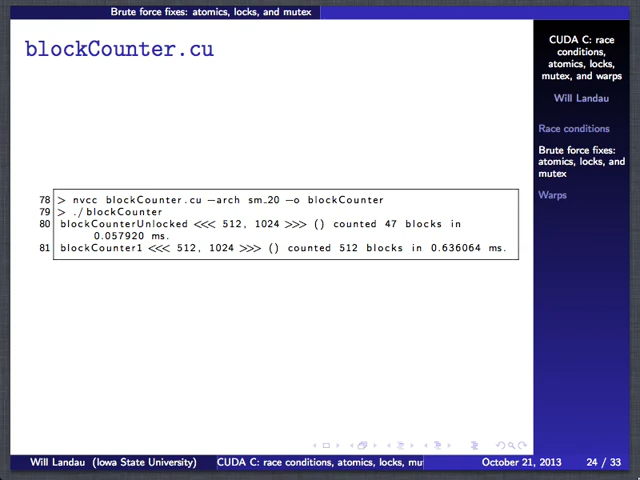 Brute force fixes: atomics, locks, and mutex
blockCounter.cu
78 > nvcc blockCounter.cu −arch sm_20 −o blockCounter
79 > ./blockCounter
80 blockCounterUnlocked <<< 512, 1024 >>> () counted 47 blocks in
0.057920 ms.
81 blockCounter1 <<< 512, 1024 >>> () counted 512 blocks in 0.636064 ms.
CUDA C: race
conditions,
atomics, locks,
mutex, and warps
Will Landau
Race conditions
Brute force fixes:
atomics, locks, and
mutex
Warps
Will Landau (Iowa State University)
CUDA C: race conditions, atomics, locks, mu
October 21, 2013
24 / 33